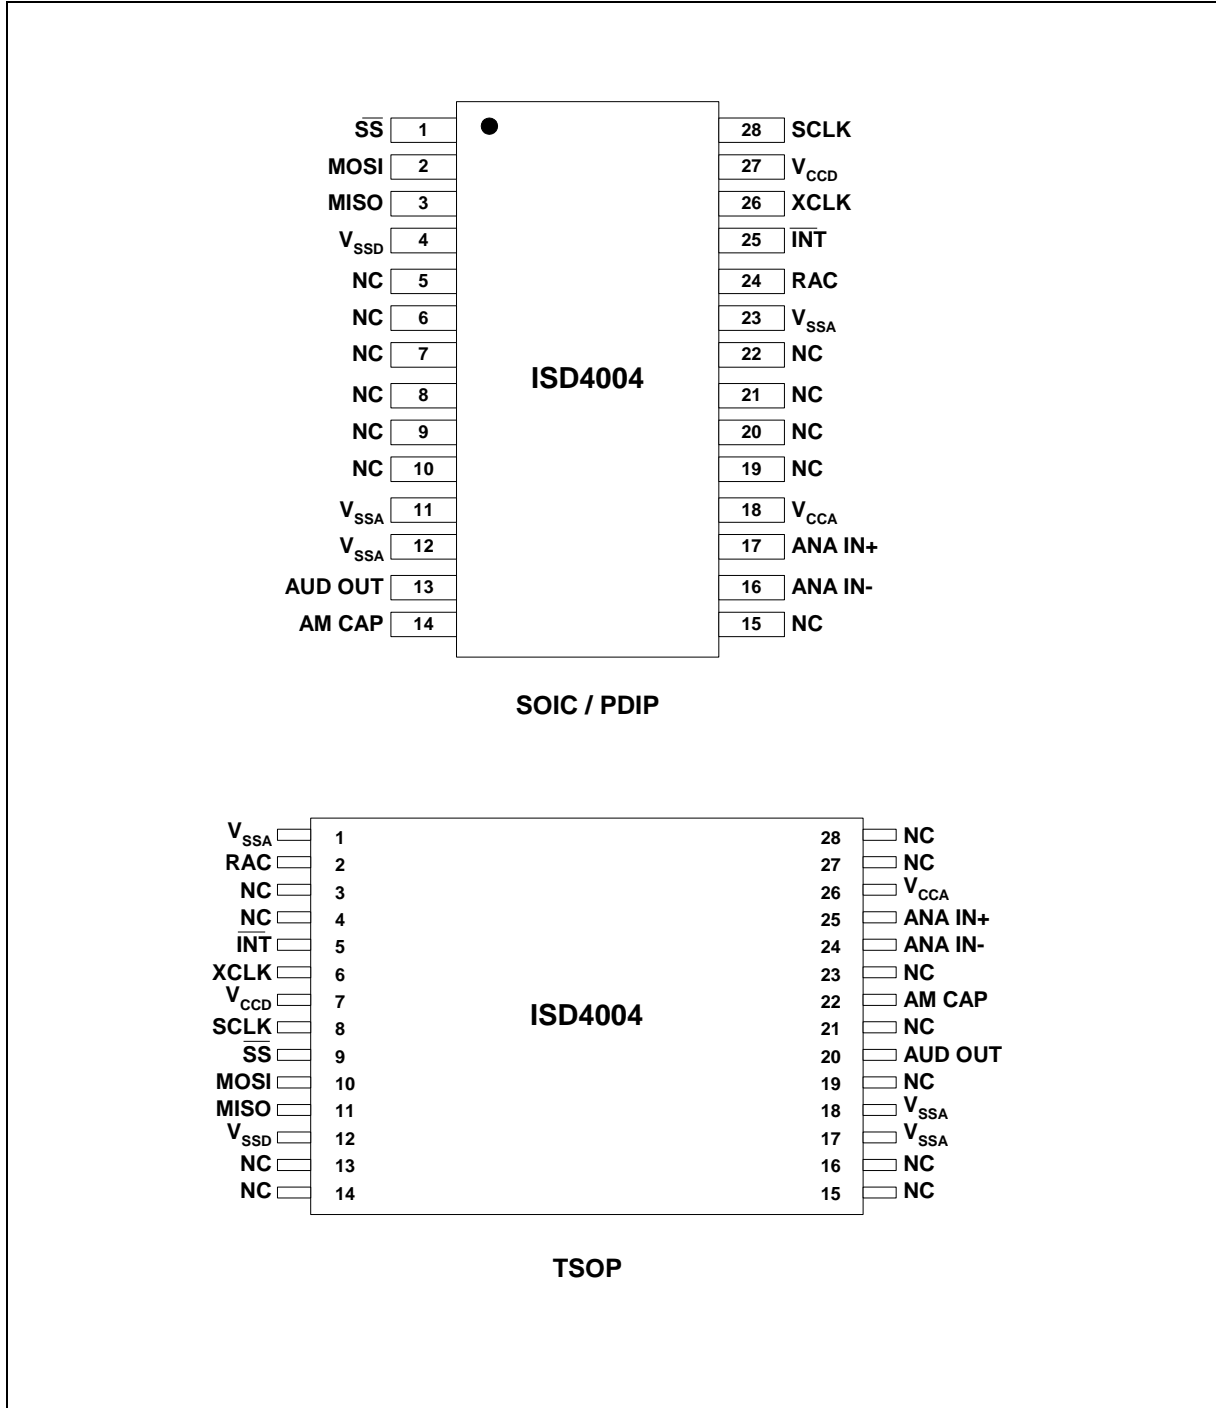 S̅S̅ 1 28 SCLK
MOSI 2 27 VCCD
MISO 3 26 XCLK
VSSD 4 25 I̅N̅T̅
NC 5 24 RAC
NC 6 23 VSSA
NC 7 22 NC
ISD4004
NC 8 21 NC
NC 9 20 NC
NC 10 19 NC
VSSA 11 18 VCCA
VSSA 12 17 ANA IN+
AUD OUT 13 16 ANA IN-
AM CAP 14 15 NC
SOIC / PDIP
VSSA 1 28 NC
RAC 2 27 NC
NC 3 26 VCCA
NC 4 25 ANA IN+
I̅N̅T̅ 5 24 ANA IN-
XCLK 6 23 NC
VCCD 7 22 AM CAP
ISD4004
SCLK 8 21 NC
S̅S̅ 9 20 AUD OUT
MOSI 10 19 NC
MISO 11 18 VSSA
VSSD 12 17 VSSA
NC 13 16 NC
NC 14 15 NC
TSOP